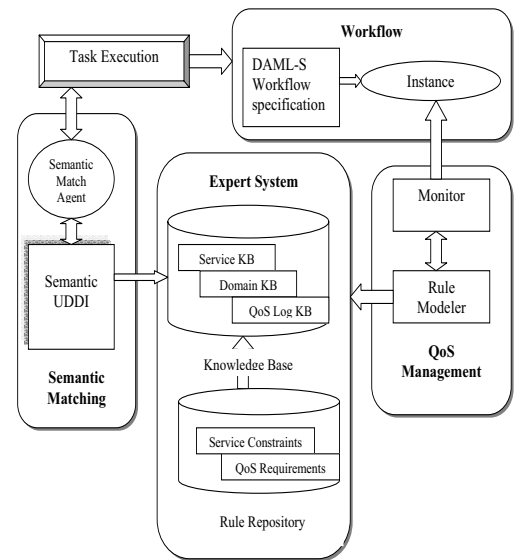 Workflow
Task Execution
DAML-S
Workflow
specification
Instance
Semantic
Match
Agent
Semantic
UDDI
Semantic
Matching
Expert System
Service KB
Domain KB
QoS Log KB
Knowledge Base
Service Constraints
QoS Requirements
Rule Repository
Monitor
Rule
Modeler
QoS
Management